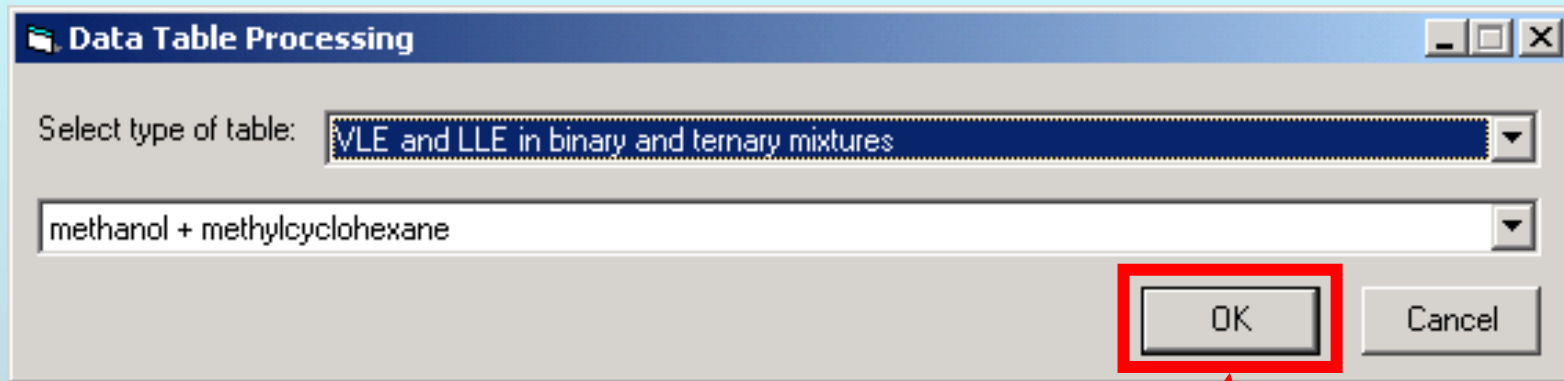 Data Table Processing
Select type of table: VLE and LLE in binary and ternary mixtures
methanol + methylcyclohexane
OK Cancel